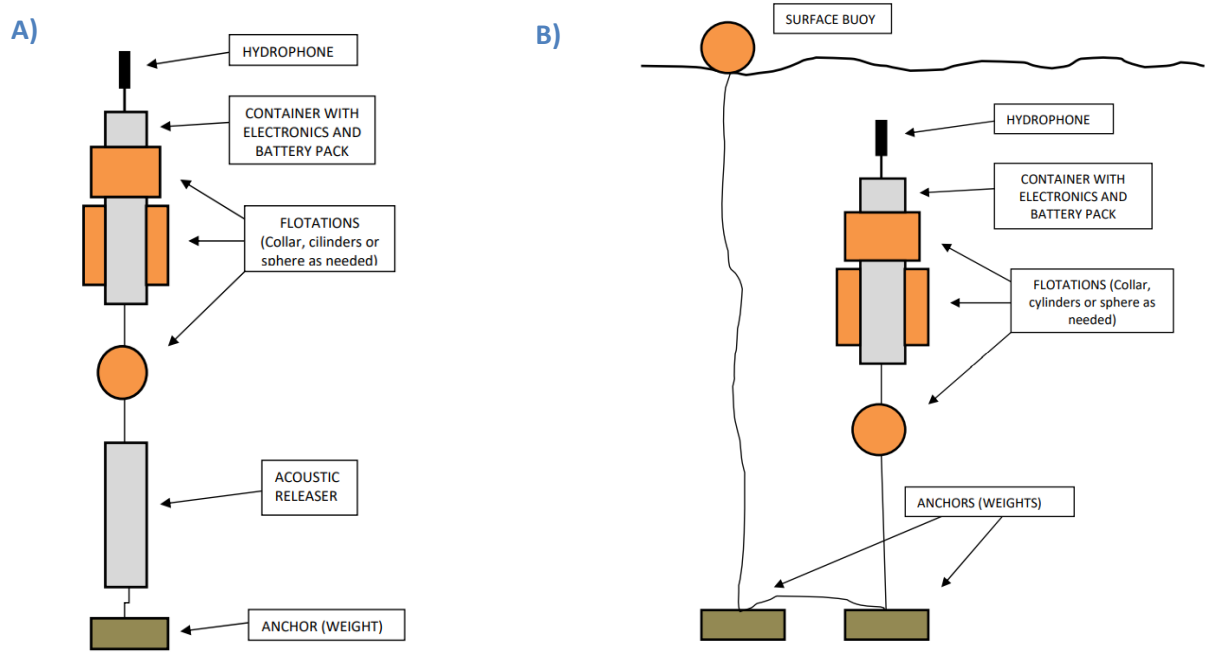 A)
HYDROPHONE
CONTAINER WITH
ELECTRONICS AND
BATTERY PACK
FLOTATIONS
(Collar, cilinders or
sphere as needed)
ACOUSTIC
RELEASER
ANCHOR (WEIGHT)
B)
SURFACE BUOY
HYDROPHONE
CONTAINER WITH
ELECTRONICS AND
BATTERY PACK
FLOTATIONS (Collar,
cylinders or sphere as
needed)
ANCHORS (WEIGHTS)